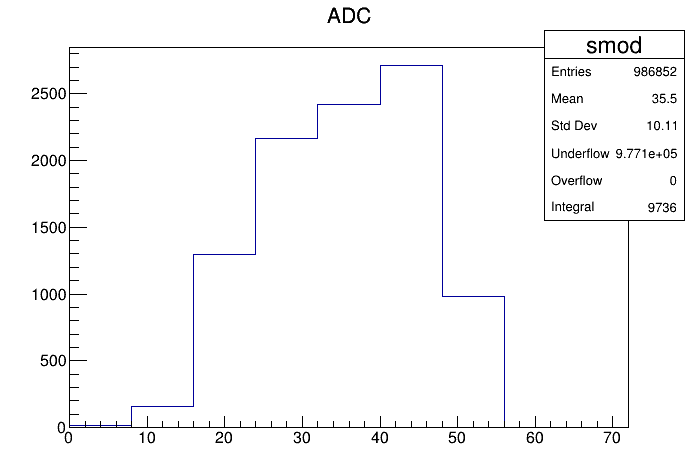 ADC
smod
Entries 986852
Mean 35.5
Std Dev 10.11
Underflow 9.771e+05
Overflow 0
Integral 9736
2500
2000
1500
1000
500
0
0 10 20 30 40 50 60 70